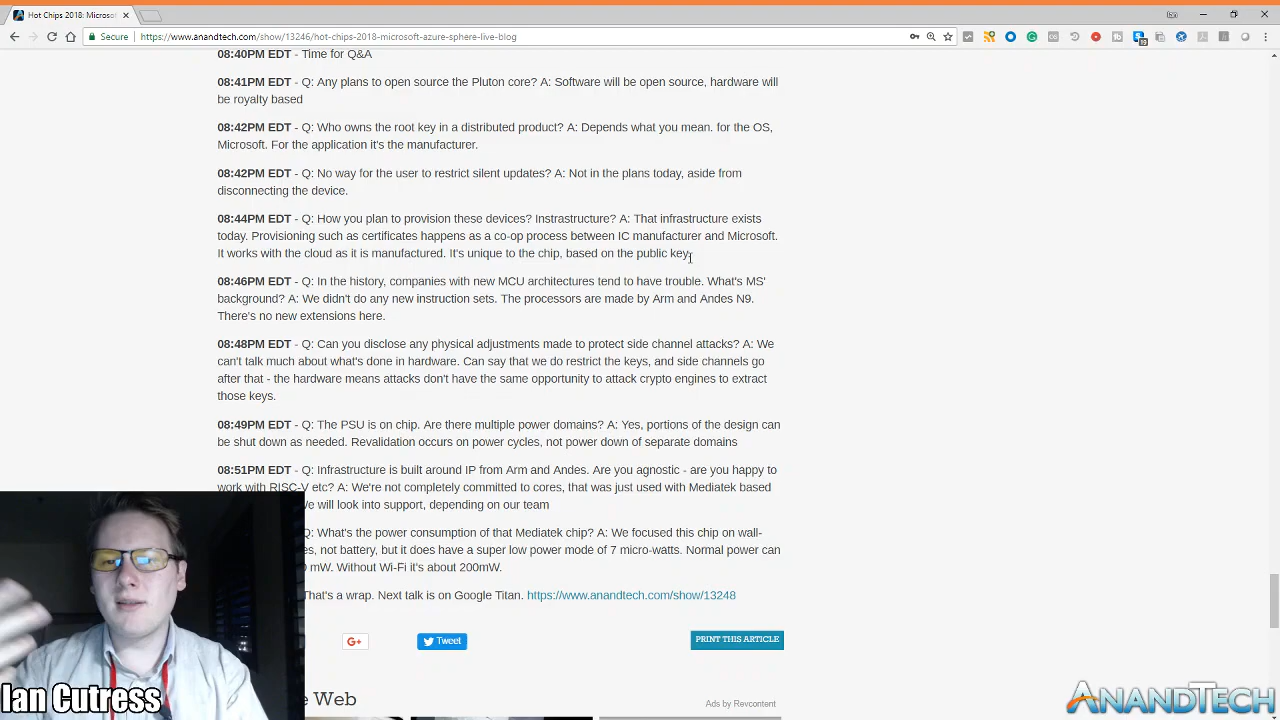 Hot Chips 2018: Microso
Secure
https://www.anandtech.com/show/13246/hot-chips-2018-microsoft-azure-sphere-live-blog
08:40PM EDT - Time for Q&A
08:41PM EDT - Q: Any plans to open source the Pluton core? A: Software will be open source, hardware will
be royalty based
08:42PM EDT - Q: Who owns the root key in a distributed product? A: Depends what you mean. for the OS,
Microsoft. For the application it's the manufacturer.
08:42PM EDT - Q: No way for the user to restrict silent updates? A: Not in the plans today, aside from
disconnecting the device.
08:44PM EDT - Q: How you plan to provision these devices? Instrastructure? A: That infrastructure exists
today. Provisioning such as certificates happens as a co-op process between IC manufacturer and Microsoft.
It works with the cloud as it is manufactured. It's unique to the chip, based on the public key.
08:46PM EDT - Q: In the history, companies with new MCU architectures tend to have trouble. What's MS'
background? A: We didn't do any new instruction sets. The processors are made by Arm and Andes N9.
There's no new extensions here.
08:48PM EDT - Q: Can you disclose any physical adjustments made to protect side channel attacks? A: We
can't talk much about what's done in hardware. Can say that we do restrict the keys, and side channels go
after that - the hardware means attacks don't have the same opportunity to attack crypto engines to extract
those keys.
08:49PM EDT - Q: The PSU is on chip. Are there multiple power domains? A: Yes, portions of the design can
be shut down as needed. Revalidation occurs on power cycles, not power down of separate domains
08:51PM EDT - Q: Infrastructure is built around IP from Arm and Andes. Are you agnostic - are you happy to
work with RISC-V etc? A: We're not completely committed to cores, that was just used with Mediatek based
will look into support, depending on our team
Q: What's the power consumption of that Mediatek chip? A: We focused this chip on wall-
not battery, but it does have a super low power mode of 7 micro-watts. Normal power can
mW. Without Wi-Fi it's about 200mW.
That's a wrap. Next talk is on Google Titan. https://www.anandtech.com/show/13248
G+
Tweet
PRINT THIS ARTICLE
Web
Ads by Revcontent
Ian Cutress
ANANDTECH